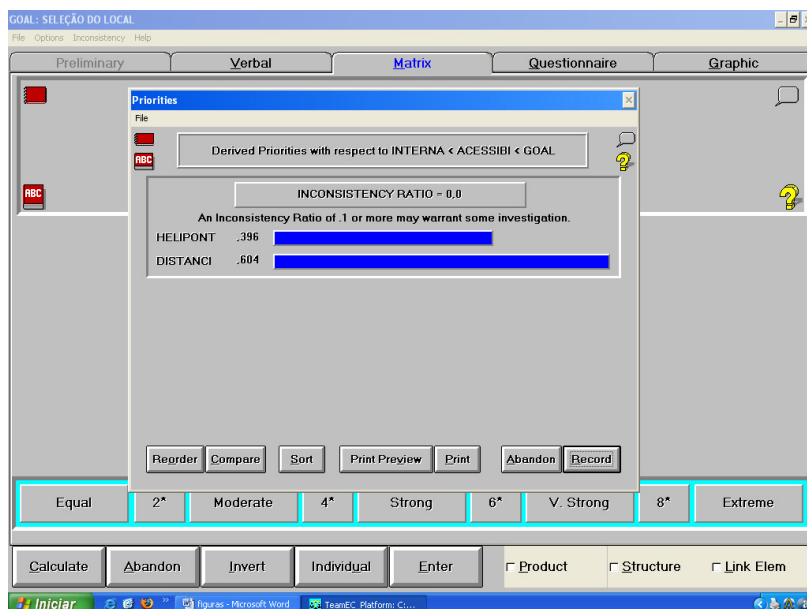 GOAL: SELEÇÃO DO LOCAL
File Options Inconsistency Help
Preliminary Verbal Matrix Questionnaire Graphic
Priorities
File
ABC
Derived Priorities with respect to INTERNA < ACESSIBI < GOAL
ABC
INCONSISTENCY RATIO = 0,0
An Inconsistency Ratio of .1 or more may warrant some investigation.
HELIPONT ,396
DISTANCI ,604
Reorder Compare Sort Print Preview Print Abandon Record
Equal 2* Moderate 4* Strong 6* V. Strong 8* Extreme
Calculate Abandon Invert Individual Enter Product Structure Link Elem
Iniciar figuras - Microsoft Word TeamEC Platform: C:...